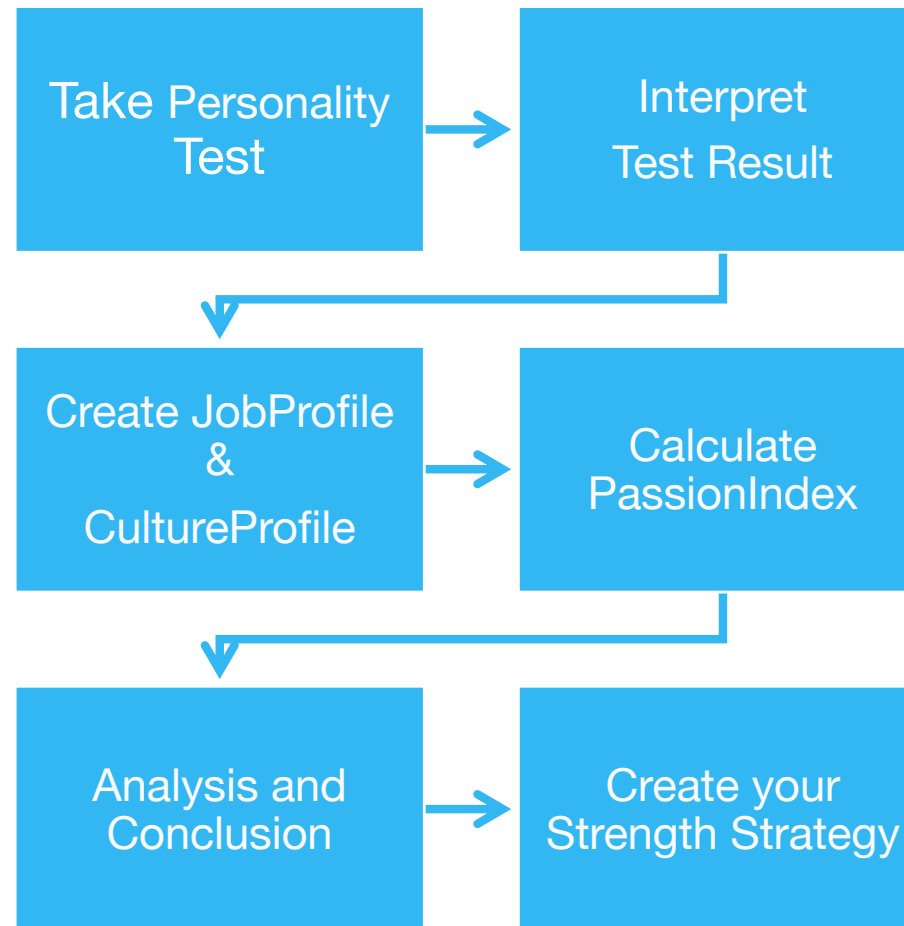 Take Personality
Test
Interpret
Test Result
Create JobProfile
&
CultureProfile
Calculate
PassionIndex
Analysis and
Conclusion
Create your
Strength Strategy